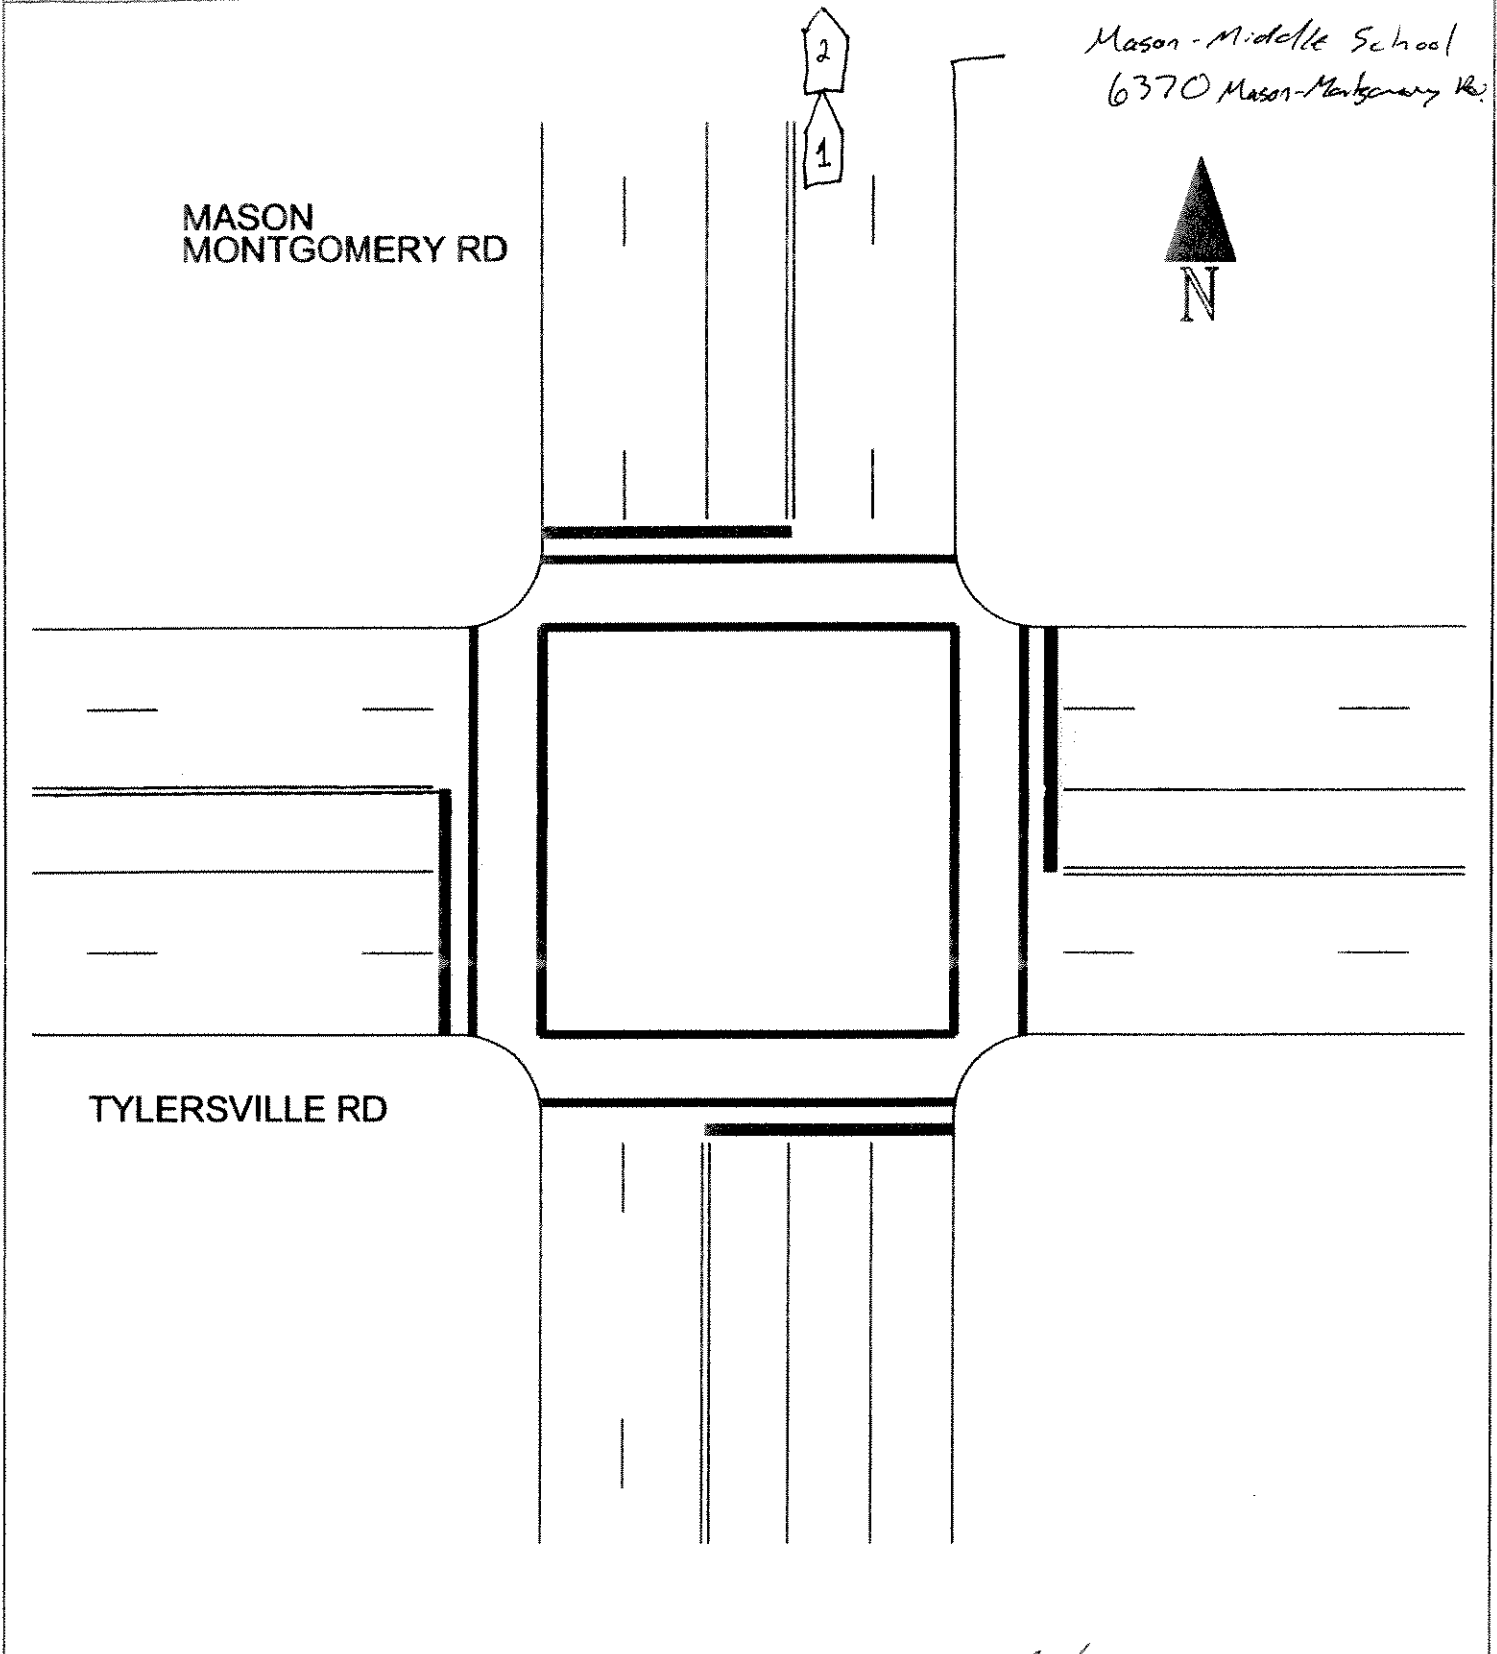 2
Mason-Middle School
6370 Mason-Montgomery Rd.
1
MASON
MONTGOMERY RD
N
TYLERSVILLE RD